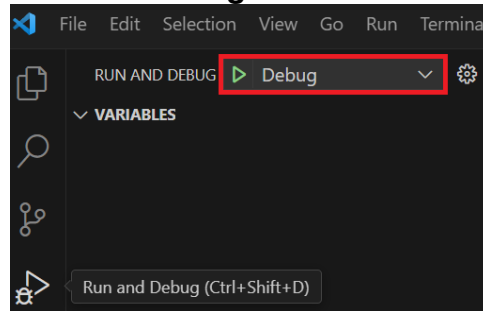 File Edit Selection View Go Run Termina
RUN AND DEBUG Debug
VARIABLES
Run and Debug (Ctrl+Shift+D)